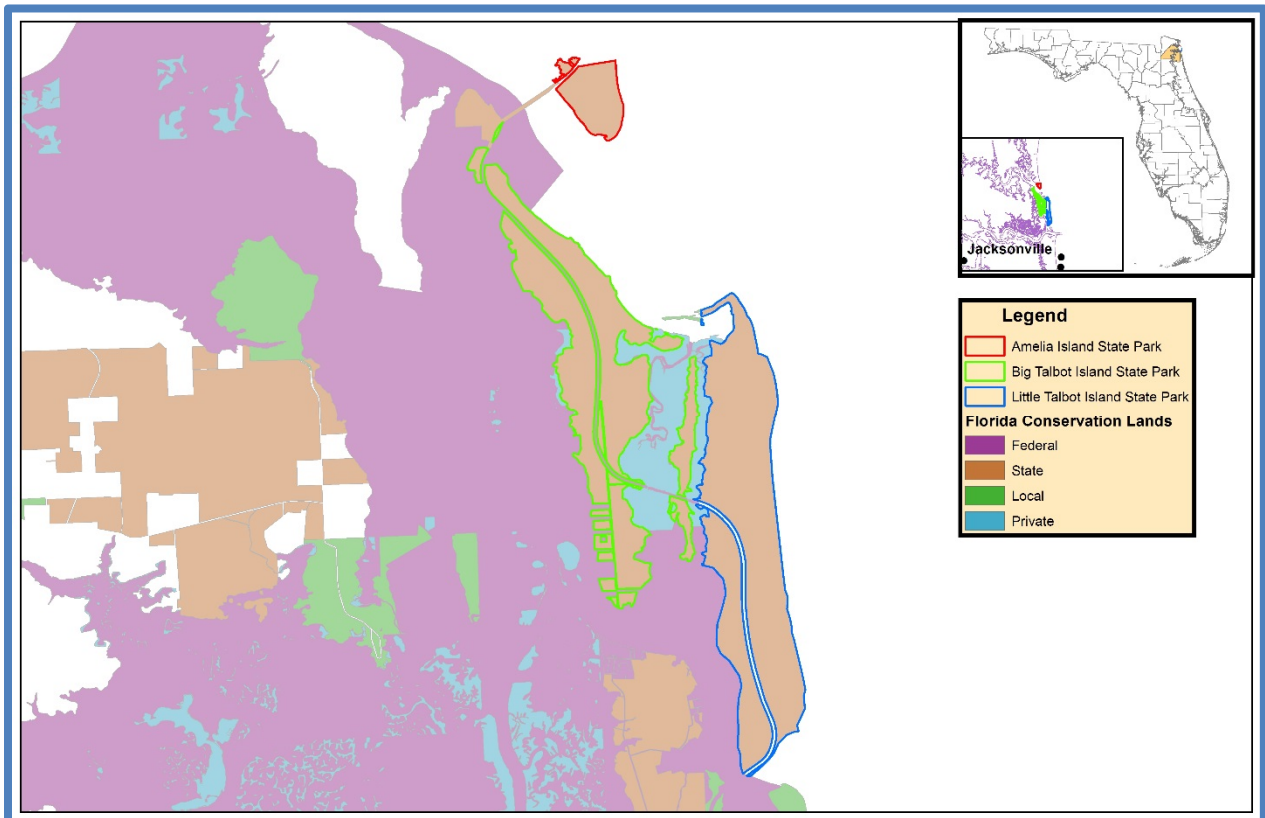 Jacksonville
Legend
Amelia Island State Park
Big Talbot Island State Park
Little Talbot Island State Park
Florida Conservation Lands
Federal
State
Local
Private